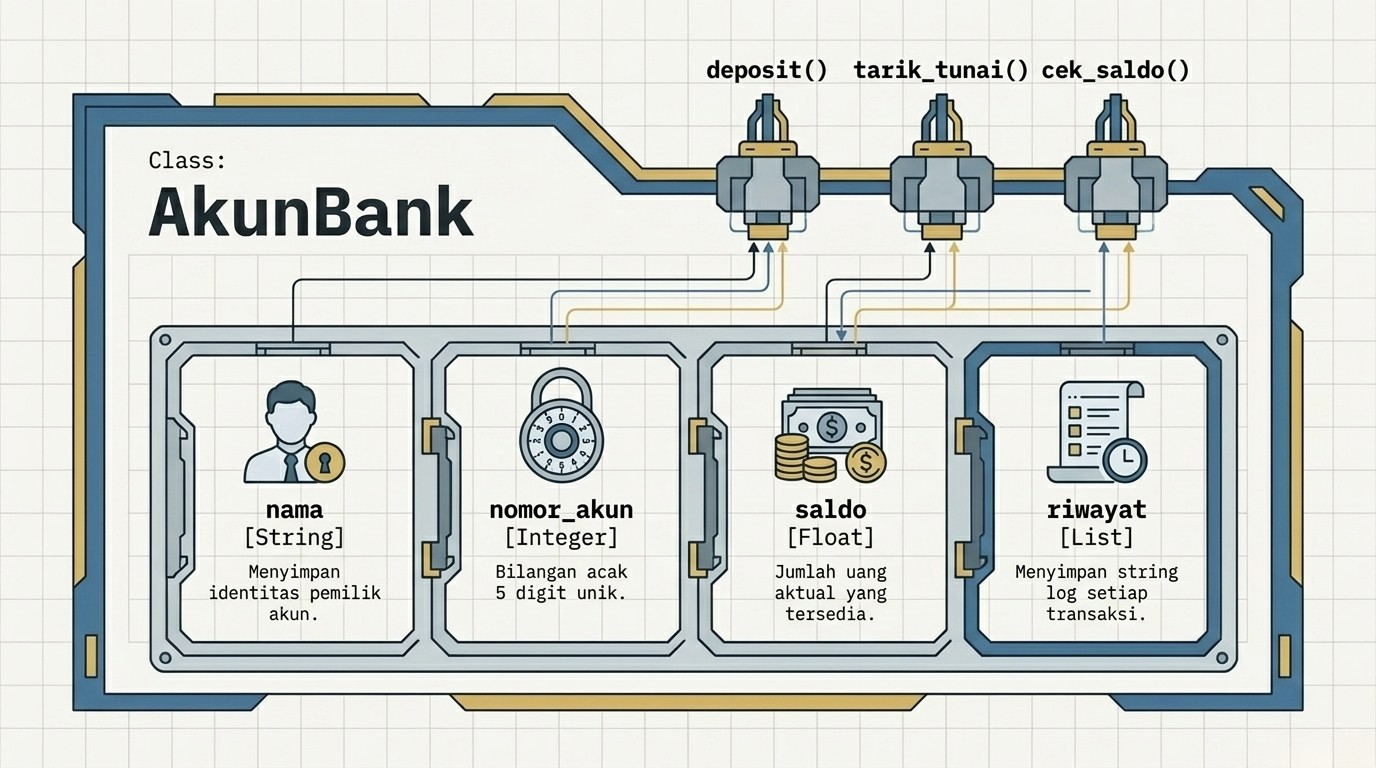 deposit() tarik_tunai() cek_saldo()
Class:
AkunBank
nama
[String]
Menyimpan
identitas pemilik
akun.
nomor_akun
[Integer]
Bilangan acak
5 digit unik.
saldo
[Float]
Jumlah uang
aktual yang
tersedia.
riwayat
[List]
Menyimpan string
log setiap
transaksi.